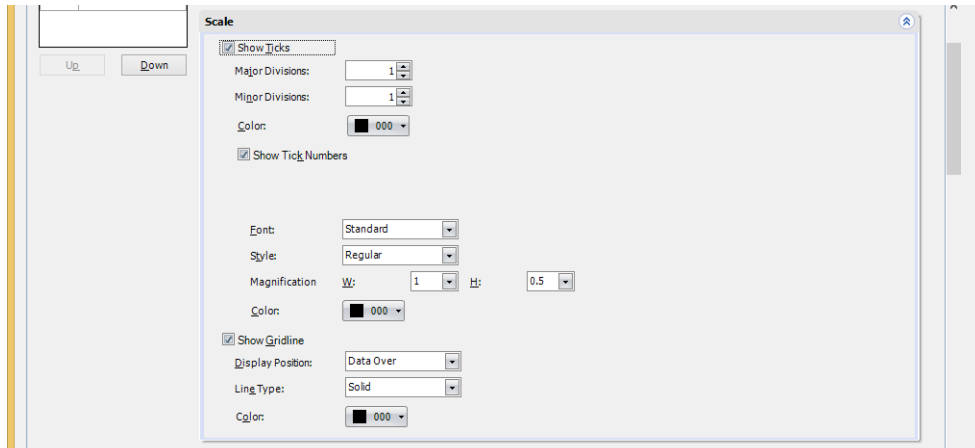 Scale
Show Ticks
Up Down
Major Divisions: 1
Minor Divisions: 1
Color: 000
Show Tick Numbers
Font: Standard
Style: Regular
Magnification W: 1 H: 0.5
Color: 000
Show Gridline
Display Position: Data Over
Line Type: Solid
Color: 000